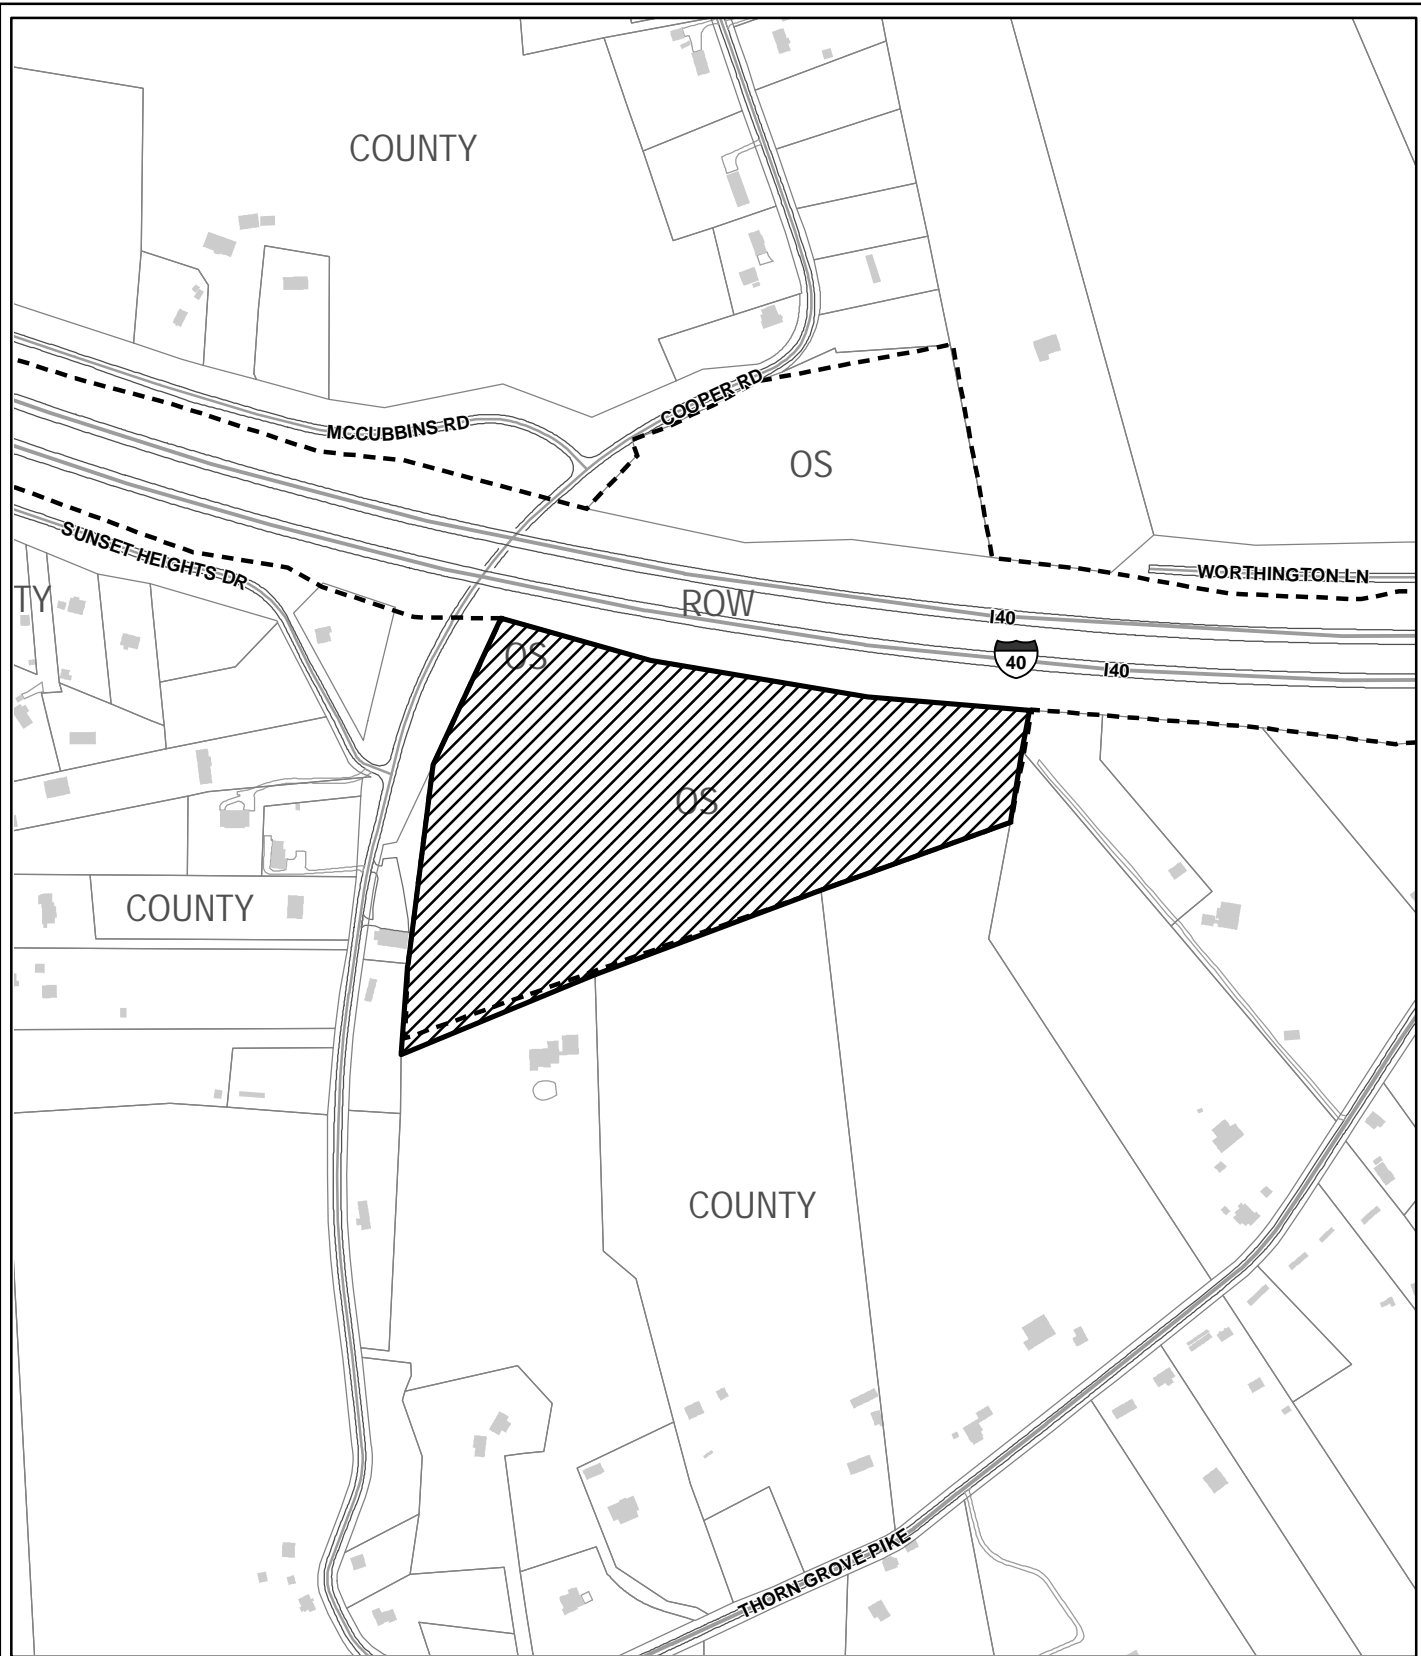 COUNTY
COOPER RD
MCCUBBINS RD
OS
SUNSET HEIGHTS DR
WORTHINGTON LN
TY
ROW
I40
OS
40
I40
OS
COUNTY
COUNTY
THORN GROVE PIKE